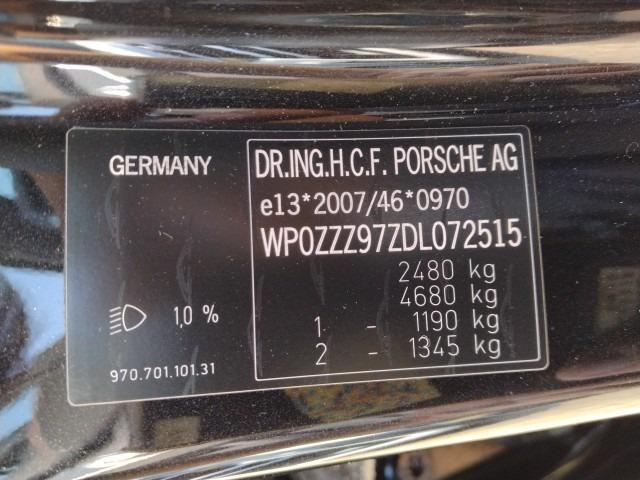 GERMANY
DR.ING.H.C.F. PORSCHE AG
e13*2007/46*0970
WP0ZZZ97ZDL072515
2480 kg
4680 kg
1 - 1190 kg
2 - 1345 kg
1,0 %
970.701.101.31